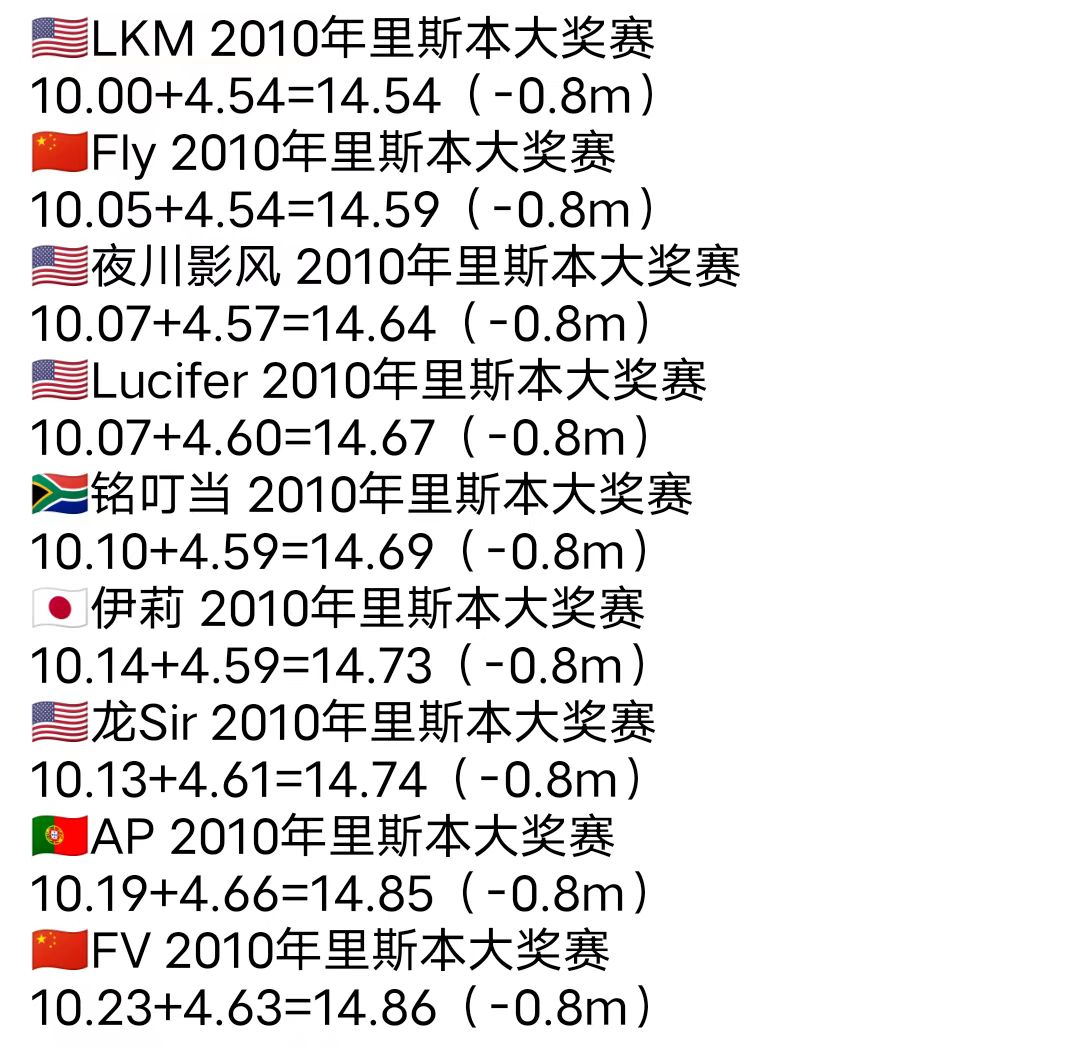 🇺🇸LKM 2010年里斯本大奖赛
10.00+4.54=14.54（-0.8m）
🇨🇳Fly 2010年里斯本大奖赛
10.05+4.54=14.59（-0.8m）
🇺🇸夜川影风 2010年里斯本大奖赛
10.07+4.57=14.64（-0.8m）
🇺🇸Lucifer 2010年里斯本大奖赛
10.07+4.60=14.67（-0.8m）
🇿🇦铭叮当 2010年里斯本大奖赛
10.10+4.59=14.69（-0.8m）
🇯🇵伊莉 2010年里斯本大奖赛
10.14+4.59=14.73（-0.8m）
🇺🇸龙Sir 2010年里斯本大奖赛
10.13+4.61=14.74（-0.8m）
🇵🇹AP 2010年里斯本大奖赛
10.19+4.66=14.85（-0.8m）
🇨🇳FV 2010年里斯本大奖赛
10.23+4.63=14.86（-0.8m）